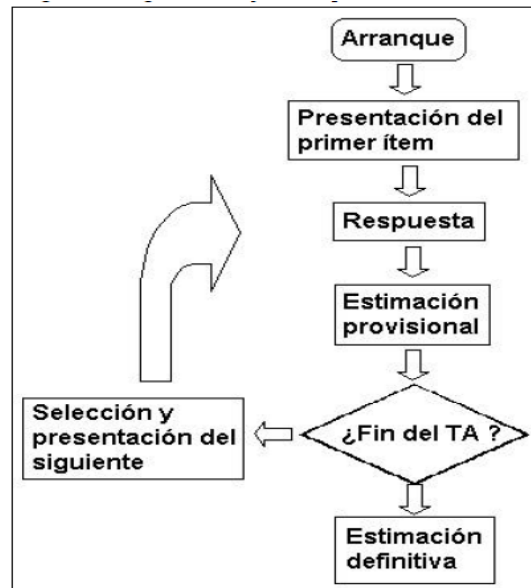 Arranque
Presentación del
primer ítem
Respuesta
Estimación
provisional
¿Fin del TA ?
Selección y
presentación del
siguiente
Estimación
definitiva